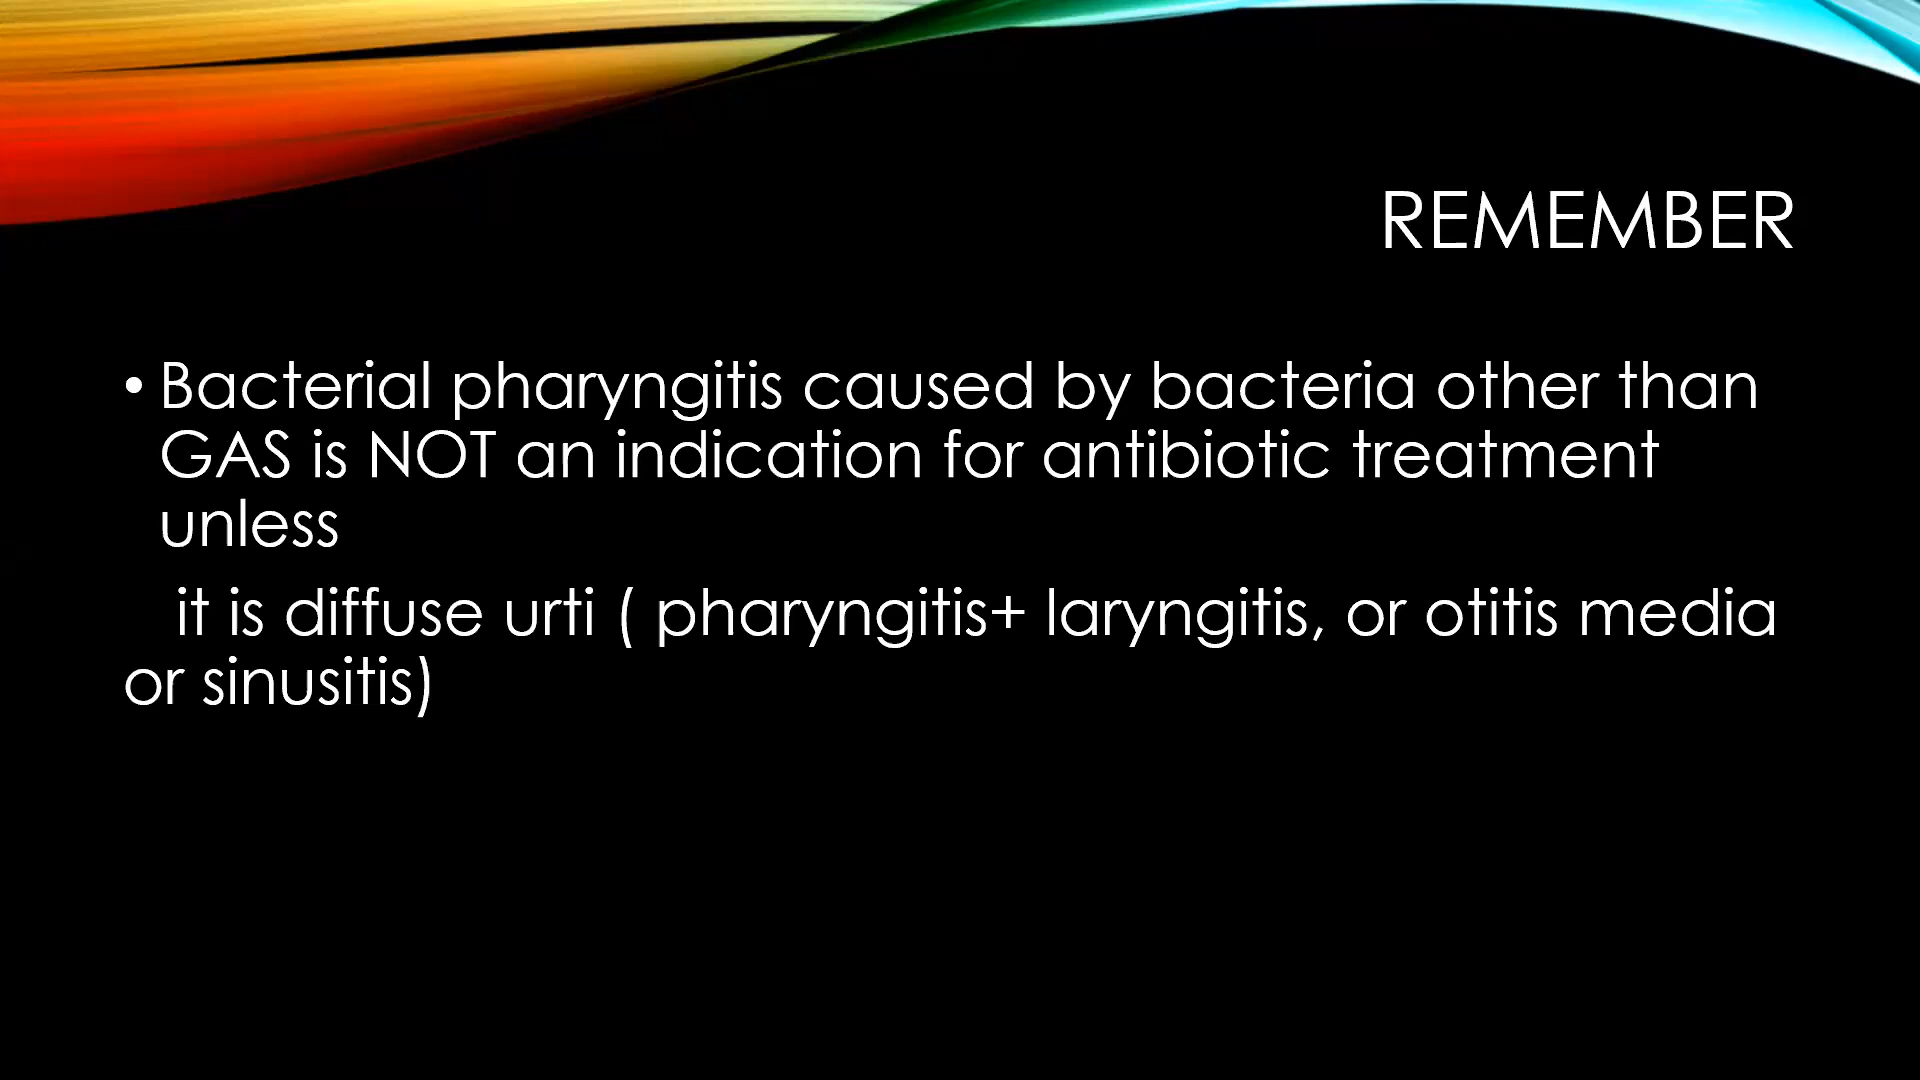 REMEMBER
• Bacterial pharyngitis caused by bacteria other than
GAS is NOT an indication for antibiotic treatment
unless
it is diffuse urti ( pharyngitis+ laryngitis, or otitis media
or sinusitis)